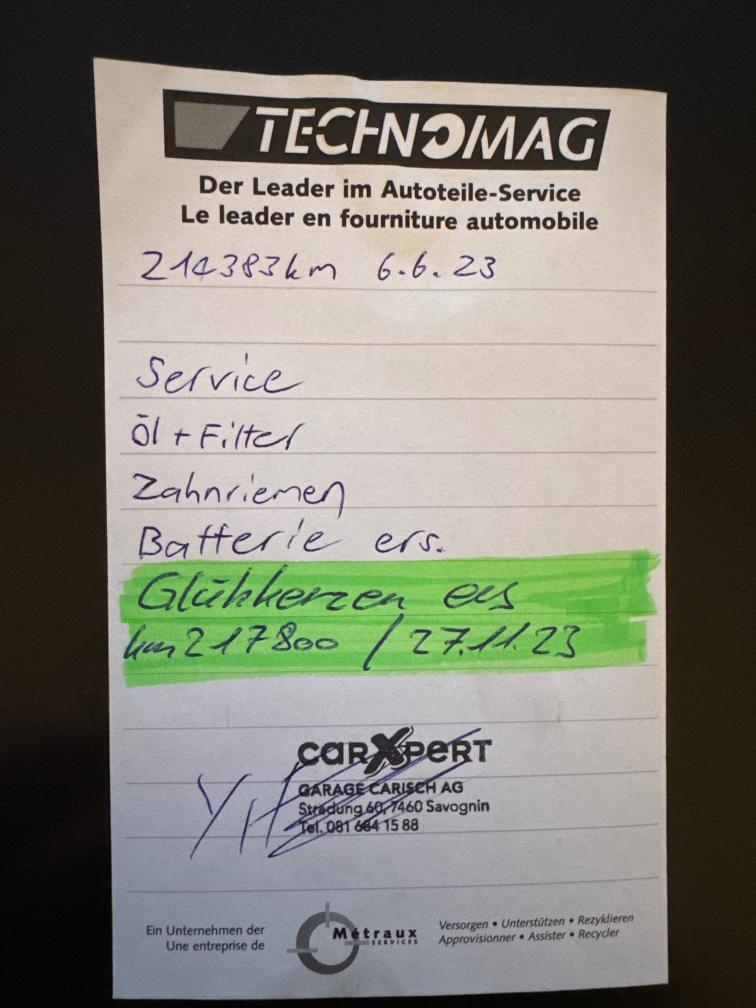 TECHNOMAG
Der Leader im Autoteile-Service
Le leader en fourniture automobile
214383km 6.6.23
Service
Öl + Filter
Zahnriemen
Batterie ers.
Glühkerzen ers
km 217800 / 27.11.23
carXpert
GARAGE CARISCH AG
Stradung 60, 7460 Savognin
Tel. 081 684 15 88
Ein Unternehmen der
Une entreprise de
Métraux
SERVICES
Versorgen • Unterstützen • Rezyklieren
Approvisionner • Assister • Recycler